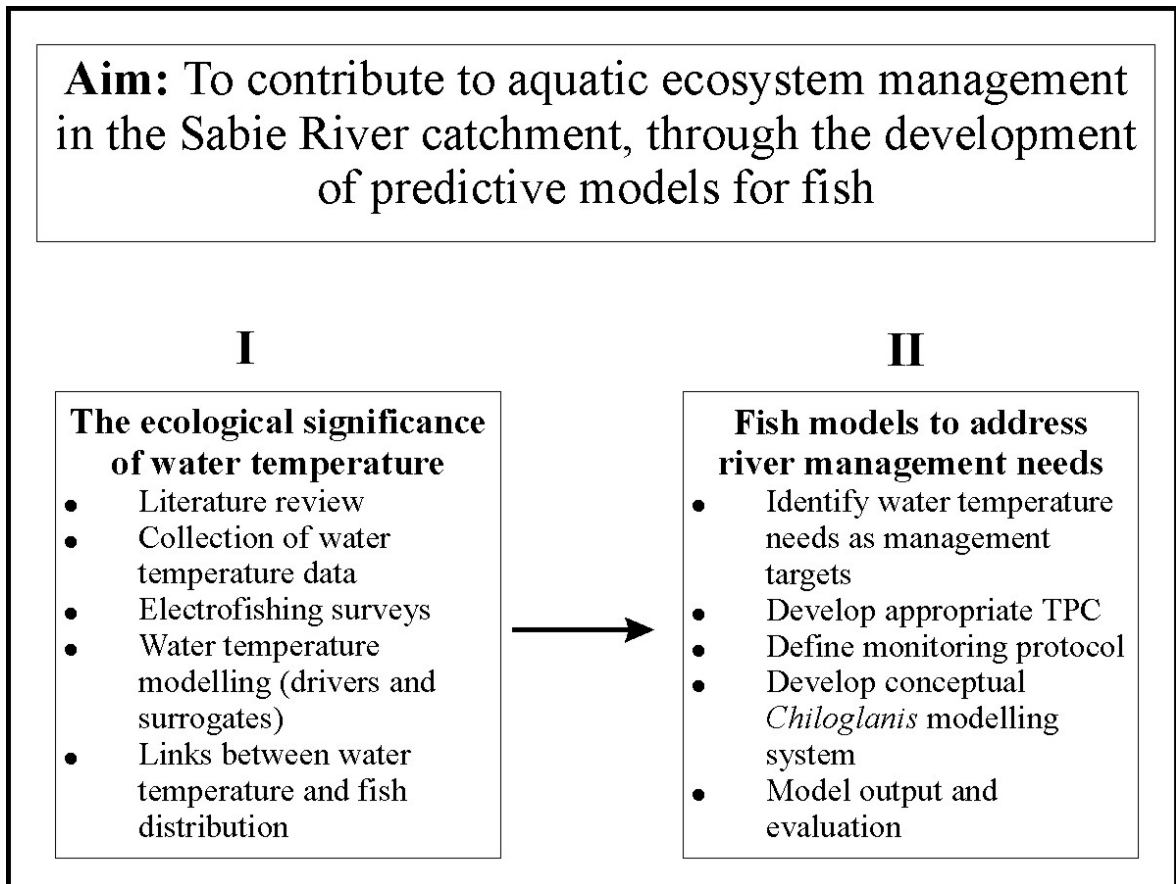 Aim: To contribute to aquatic ecosystem management
in the Sabie River catchment, through the development
of predictive models for fish
I
The ecological significance
of water temperature
• Literature review
• Collection of water
temperature data
• Electrofishing surveys
• Water temperature
modelling (drivers and
surrogates)
• Links between water
temperature and fish
distribution
II
Fish models to address
river management needs
• Identify water temperature
needs as management
targets
• Develop appropriate TPC
• Define monitoring protocol
• Develop conceptual
Chiloglanis modelling
system
• Model output and
evaluation